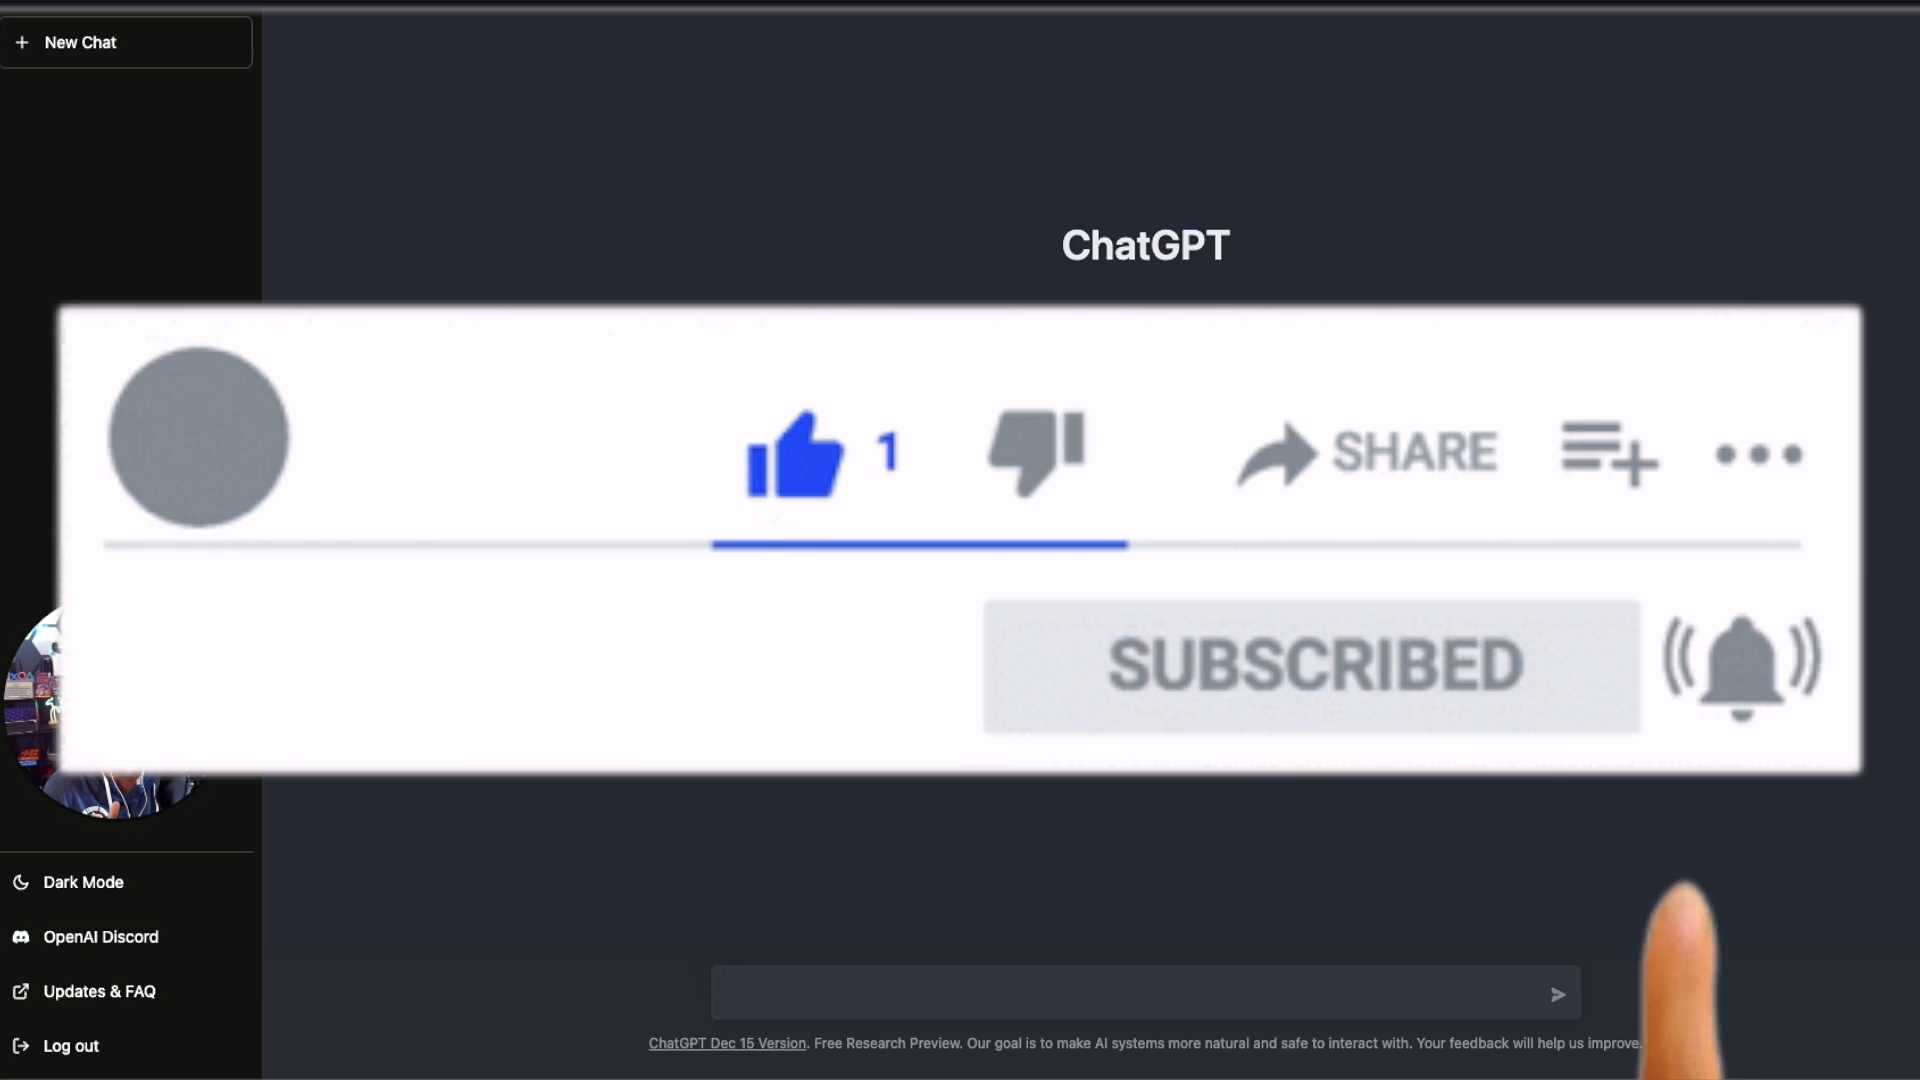 New Chat
ChatGPT
1
SHARE
SUBSCRIBED
Dark Mode
OpenAI Discord
Updates & FAQ
Log out
ChatGPT Dec 15 Version. Free Research Preview. Our goal is to make AI systems more natural and safe to interact with. Your feedback will help us improve.